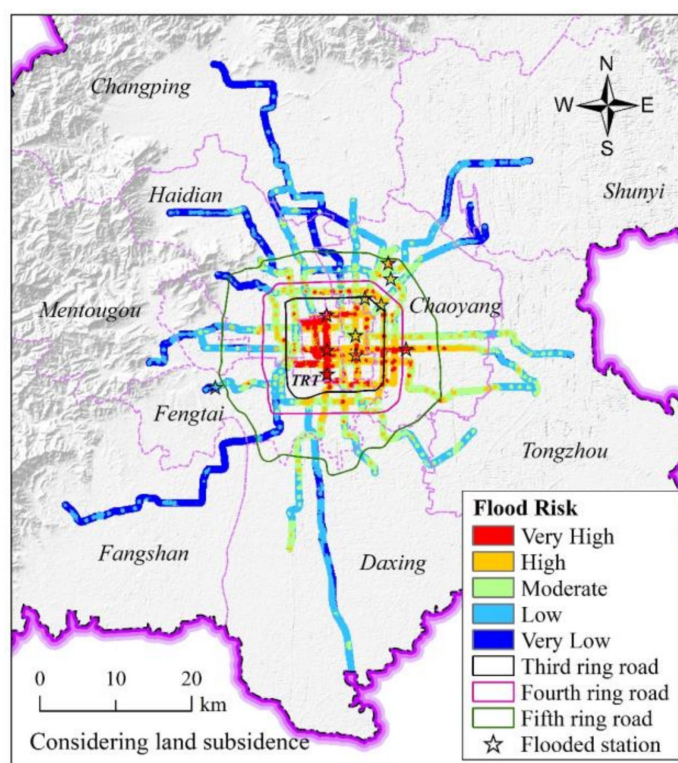 Changping
N
W E
S
Haidian
Shunyi
Mentougou
Chaoyang
TRT
Fengtai
Tongzhou
Fangshan
Daxing
Flood Risk
Very High
High
Moderate
Low
Very Low
Third ring road
Fourth ring road
Fifth ring road
Flooded station
0 10 20
km
Considering land subsidence